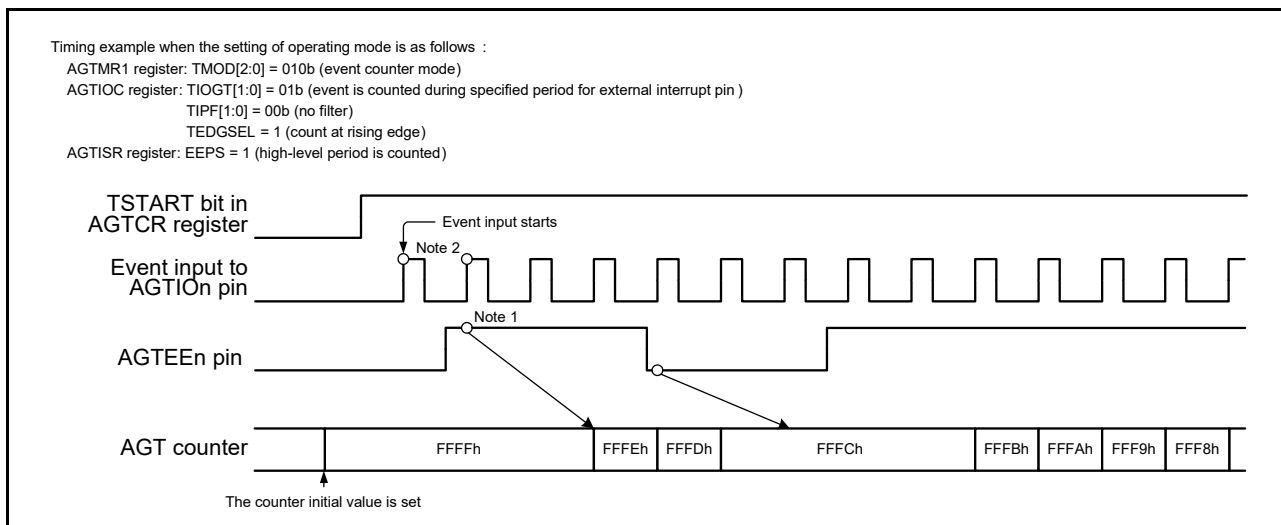 Timing example when the setting of operating mode is as follows :
AGTMR1 register: TMOD[2:0] = 010b (event counter mode)
AGTIOC register: TIOGT[1:0] = 01b (event is counted during specified period for external interrupt pin )
TIPF[1:0] = 00b (no filter)
TEDGSEL = 1 (count at rising edge)
AGTISR register: EEPS = 1 (high-level period is counted)
TSTART bit in
AGTCR register
Event input starts
Note 2
Event input to
AGTIOn pin
Note 1
AGTEEn pin
AGT counter
FFFFh FFFEh FFFDh FFFCh FFFBh FFFAh FFF9h FFF8h
The counter initial value is set